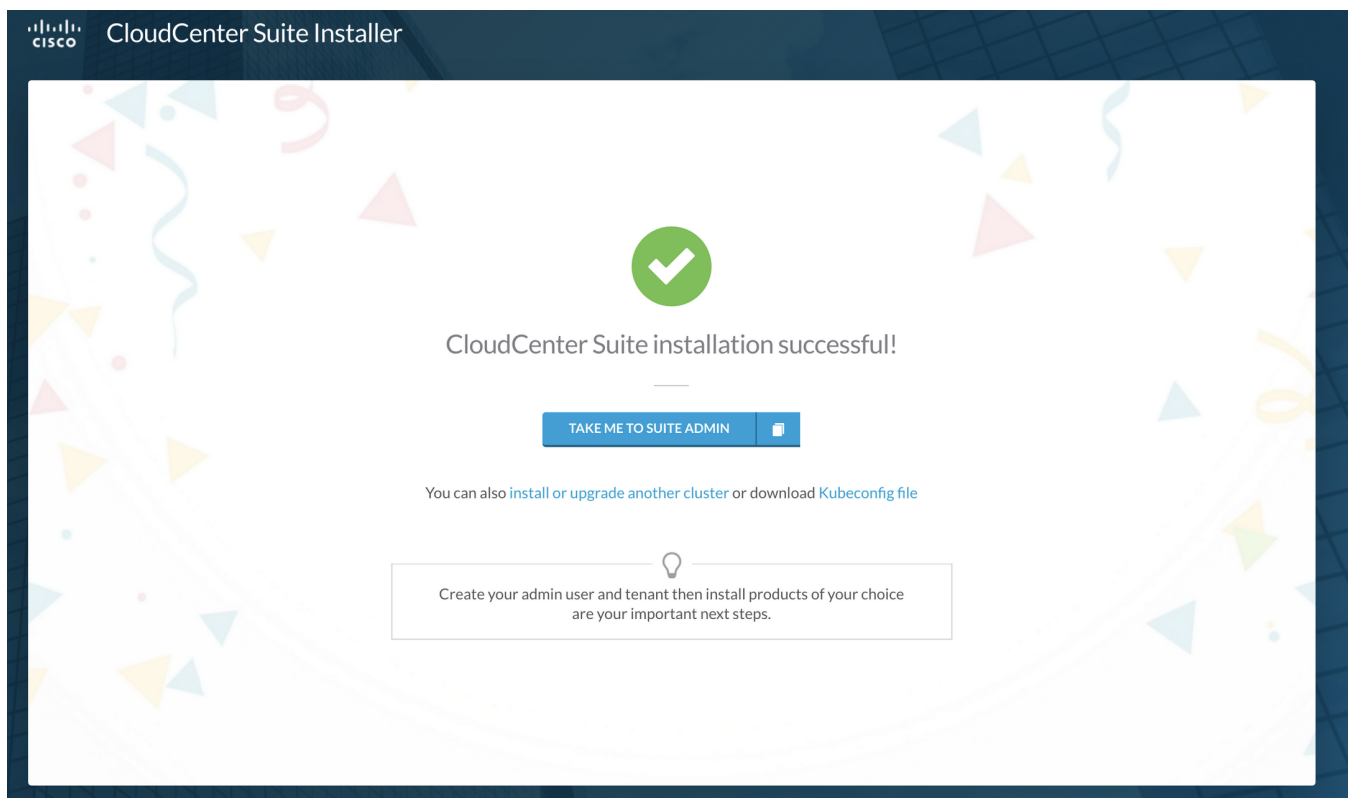 CISCO
CloudCenter Suite Installer
CloudCenter Suite installation successful!
TAKE ME TO SUITE ADMIN
You can also install or upgrade another cluster or download Kubeconfig file
Create your admin user and tenant then install products of your choice
are your important next steps.